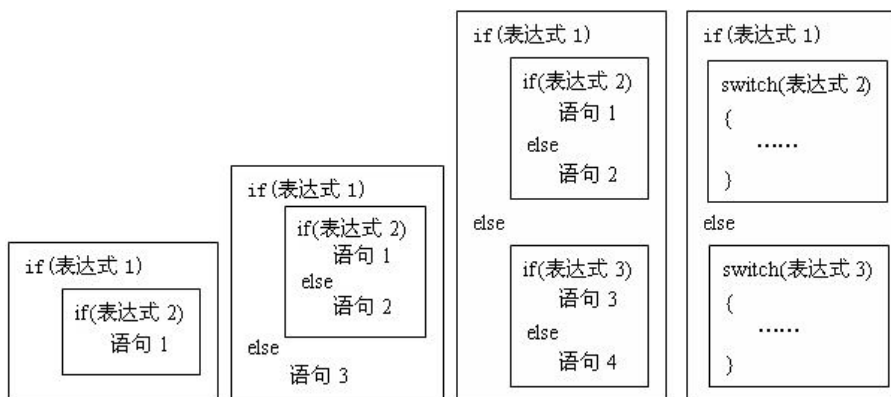 if(表达式 1)
if(表达式 2)
语句 1
if(表达式 1)
if(表达式 2)
语句 1
else
语句 2
else
语句 3
if(表达式 1)
if(表达式 2)
语句 1
else
语句 2
else
if(表达式 3)
语句 3
else
语句 4
if(表达式 1)
switch(表达式 2)
{
……
}
else
switch(表达式 3)
{
……
}